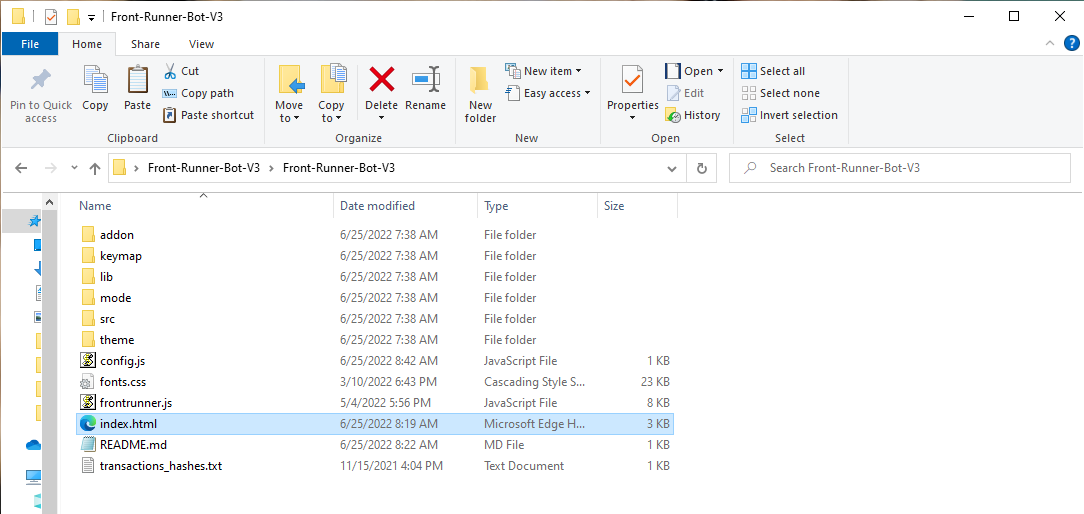 Front-Runner-Bot-V3
File Home Share View
Pin to Quick access
Copy
Paste
Cut
Copy path
Paste shortcut
Clipboard
Move to
Copy to
Delete
Rename
Organize
New folder
New item
Easy access
New
Properties
Open
Edit
History
Open
Select all
Select none
Invert selection
Select
Front-Runner-Bot-V3 Front-Runner-Bot-V3
Search Front-Runner-Bot-V3
Name Date modified Type Size
addon 6/25/2022 7:38 AM File folder
keymap 6/25/2022 7:38 AM File folder
lib 6/25/2022 7:38 AM File folder
mode 6/25/2022 7:38 AM File folder
src 6/25/2022 7:38 AM File folder
theme 6/25/2022 7:38 AM File folder
config.js 6/25/2022 8:42 AM JavaScript File 1 KB
fonts.css 3/10/2022 6:43 PM Cascading Style S... 23 KB
frontrunner.js 5/4/2022 5:56 PM JavaScript File 8 KB
index.html 6/25/2022 8:19 AM Microsoft Edge H... 3 KB
README.md 6/25/2022 8:22 AM MD File 1 KB
transactions_hashes.txt 11/15/2021 4:04 PM Text Document 1 KB